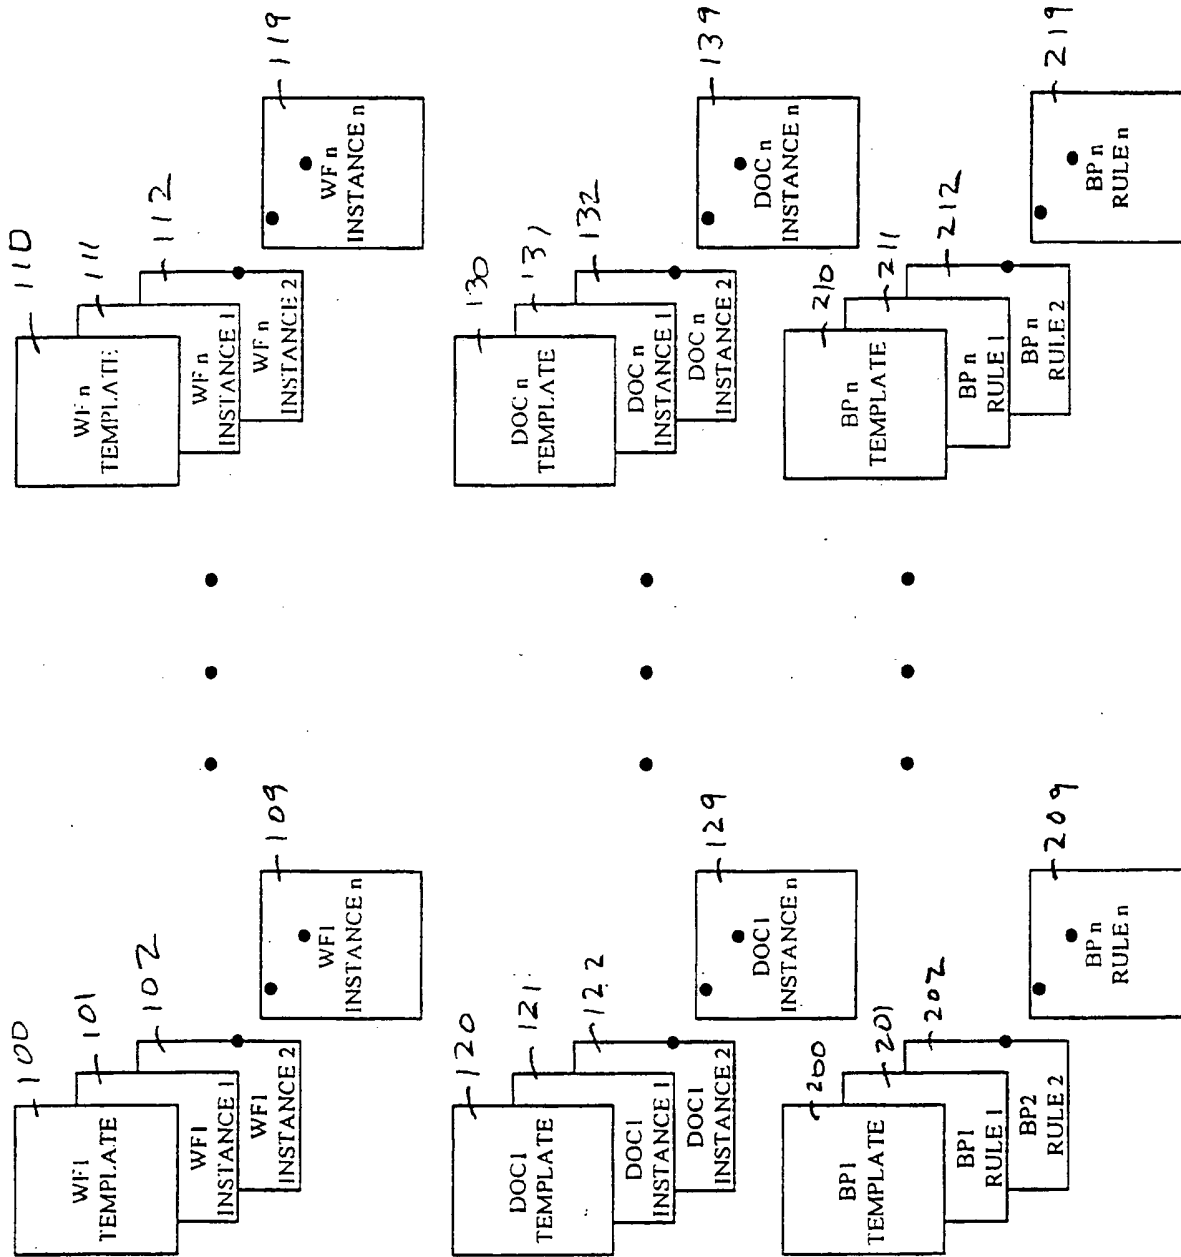 100
WF1
TEMPLATE
101
WF1
INSTANCE 1
102
WF1
INSTANCE 2
109
WF1
INSTANCE n
110
WF n
TEMPLATE
111
WF n
INSTANCE 1
112
WF n
INSTANCE 2
119
WF n
INSTANCE n
120
DOC1
TEMPLATE
121
DOC1
INSTANCE 1
122
DOC1
INSTANCE 2
129
DOC1
INSTANCE n
130
DOC n
TEMPLATE
131
DOC n
INSTANCE 1
132
DOC n
INSTANCE 2
139
DOC n
INSTANCE n
200
BP1
TEMPLATE
201
BP1
RULE 1
202
BP2
RULE 2
209
BP n
RULE n
210
BP n
TEMPLATE
211
BP n
RULE 1
212
BP n
RULE 2
219
BP n
RULE n